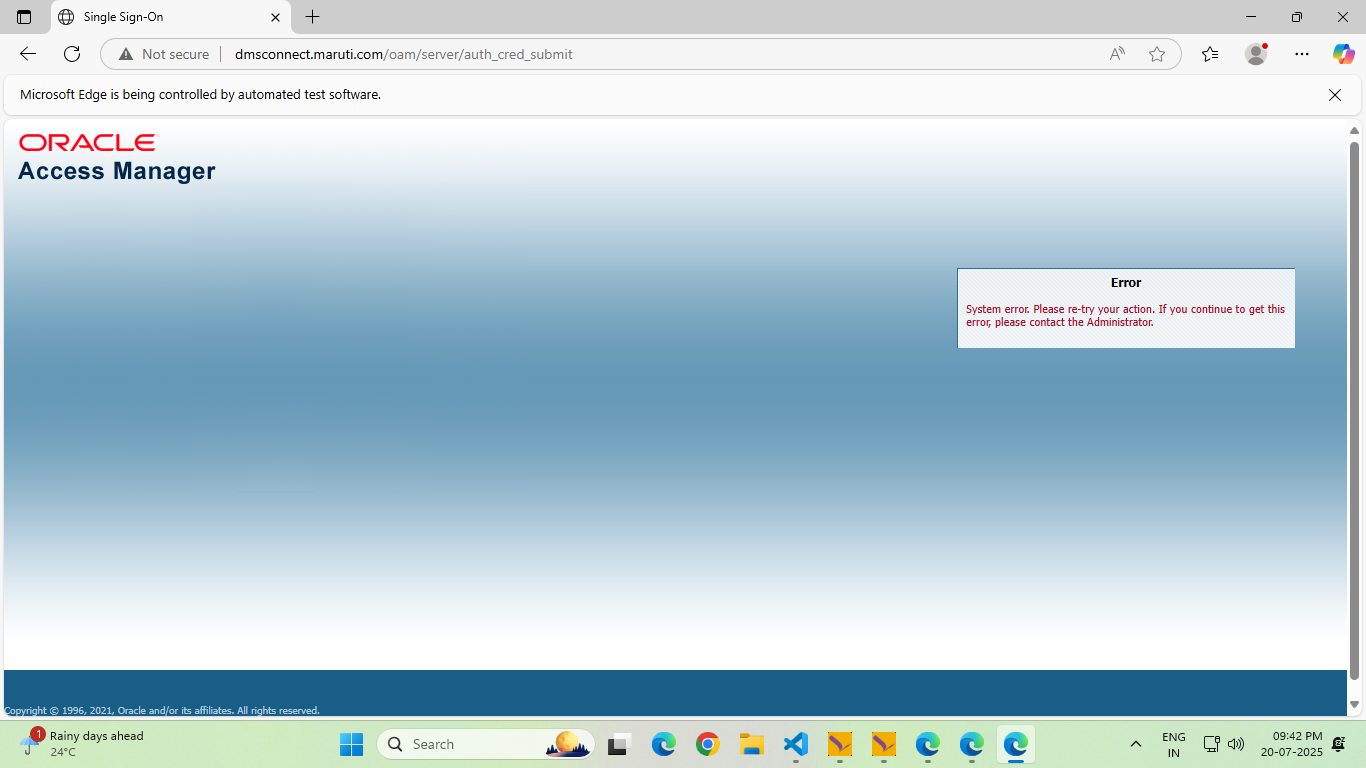 Single Sign-On
Not secure
dmsconnect.maruti.com/oam/server/auth_cred_submit
Microsoft Edge is being controlled by automated test software.
ORACLE
Access Manager
Error
System error. Please re-try your action. If you continue to get this
error, please contact the Administrator.
Copyright © 1996, 2021, Oracle and/or its affiliates. All rights reserved.
1
Rainy days ahead
24°C
Search
ENG
IN
09:42 PM
20-07-2025